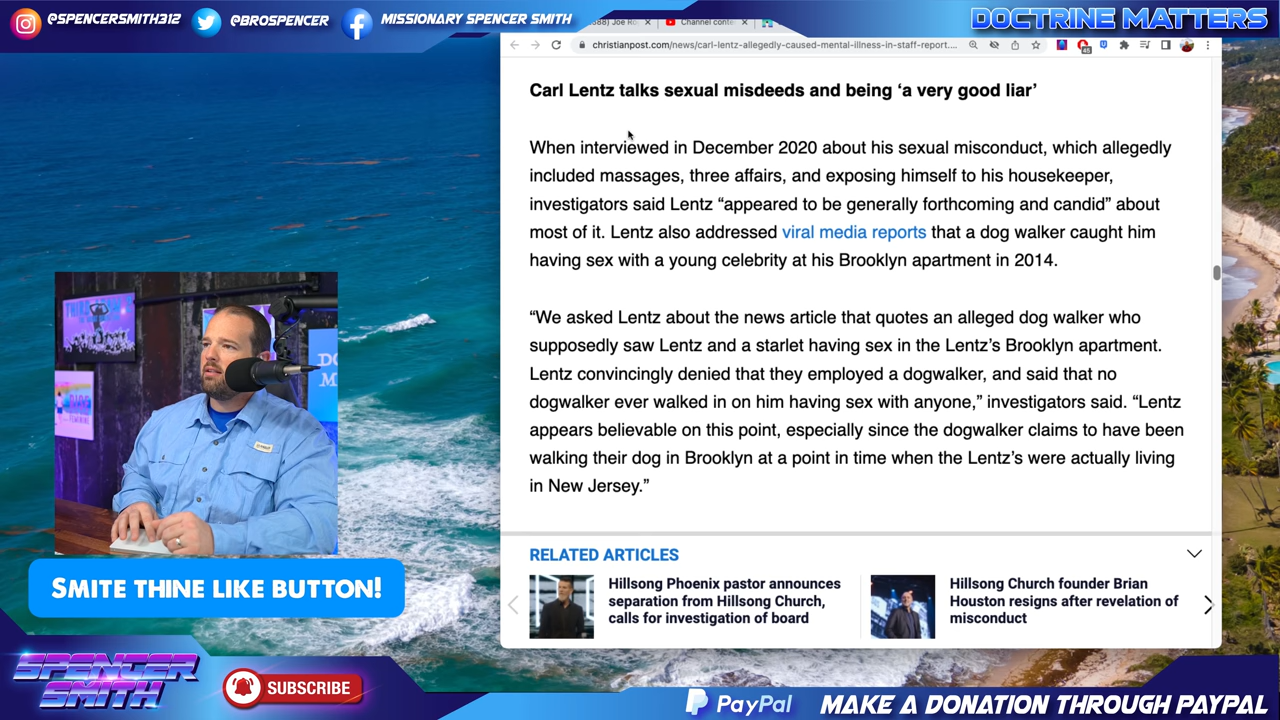 @SPENCERSMITH312
@BROSPENCER
MISSIONARY SPENCER SMITH
DOCTRINE MATTERS
Channel content
christianpost.com/news/carl-lentz-allegedly-caused-mental-illness-in-staff-report....
Carl Lentz talks sexual misdeeds and being ‘a very good liar’
When interviewed in December 2020 about his sexual misconduct, which allegedly
included massages, three affairs, and exposing himself to his housekeeper,
investigators said Lentz “appeared to be generally forthcoming and candid” about
most of it. Lentz also addressed viral media reports that a dog walker caught him
having sex with a young celebrity at his Brooklyn apartment in 2014.
“We asked Lentz about the news article that quotes an alleged dog walker who
supposedly saw Lentz and a starlet having sex in the Lentz’s Brooklyn apartment.
Lentz convincingly denied that they employed a dogwalker, and said that no
dogwalker ever walked in on him having sex with anyone,” investigators said. “Lentz
appears believable on this point, especially since the dogwalker claims to have been
walking their dog in Brooklyn at a point in time when the Lentz’s were actually living
in New Jersey.”
RELATED ARTICLES
Hillsong Phoenix pastor announces
separation from Hillsong Church,
calls for investigation of board
Hillsong Church founder Brian
Houston resigns after revelation of
misconduct
SMITE THINE LIKE BUTTON!
SPENCER
SMITH
SUBSCRIBE
PayPal
MAKE A DONATION THROUGH PAYPAL